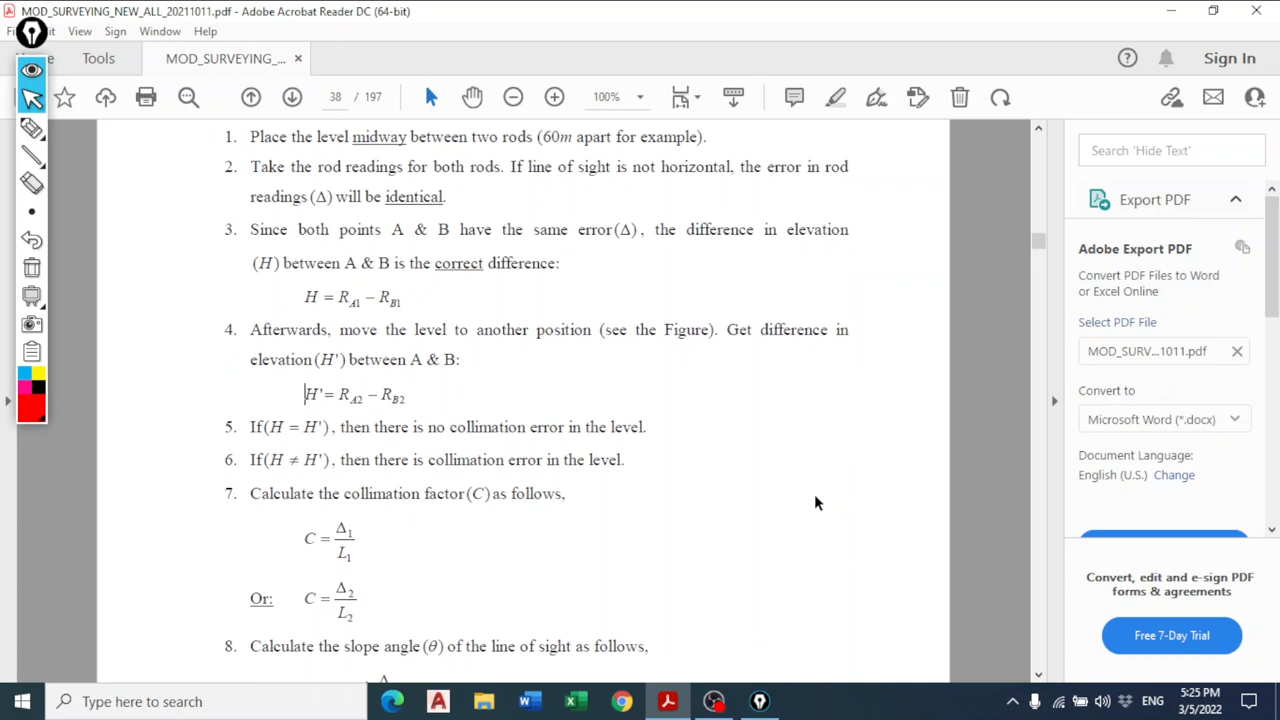 MOD_SURVEYING_NEW_ALL_20211011.pdf - Adobe Acrobat Reader DC (64-bit)
View Sign Window Help
Tools MOD_SURVEYING_... Sign In
38 / 197 100%
1. Place the level midway between two rods (60m apart for example).
2. Take the rod readings for both rods. If line of sight is not horizontal, the error in rod
readings (Δ) will be identical.
3. Since both points A & B have the same error (Δ), the difference in elevation
(H) between A & B is the correct difference:
H = R_A1 − R_B1
4. Afterwards, move the level to another position (see the Figure). Get difference in
elevation (H') between A & B:
H' = R_A2 − R_B2
5. If (H = H'), then there is no collimation error in the level.
6. If (H ≠ H'), then there is collimation error in the level.
7. Calculate the collimation factor (C) as follows,
C = Δ₁ / L₁
Or: C = Δ₂ / L₂
8. Calculate the slope angle (θ) of the line of sight as follows,
Δ
Search 'Hide Text'
Export PDF
Adobe Export PDF
Convert PDF Files to Word
or Excel Online
Select PDF File
MOD_SURV...1011.pdf
Convert to
Microsoft Word (*.docx)
Document Language:
English (U.S.) Change
Convert, edit and e-sign PDF
forms & agreements
Free 7-Day Trial
Type here to search
ENG
5:25 PM
3/5/2022